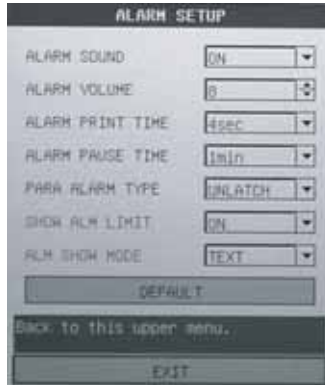 ALARM SETUP
ALARM SOUND ON
ALARM VOLUME 8
ALARM PRINT TIME 4sec
ALARM PAUSE TIME 1min
PARA ALARM TYPE UNLATCH
SHOW ALM LIMIT ON
ALM SHOW MODE TEXT
DEFAULT
Back to this upper menu.
EXIT